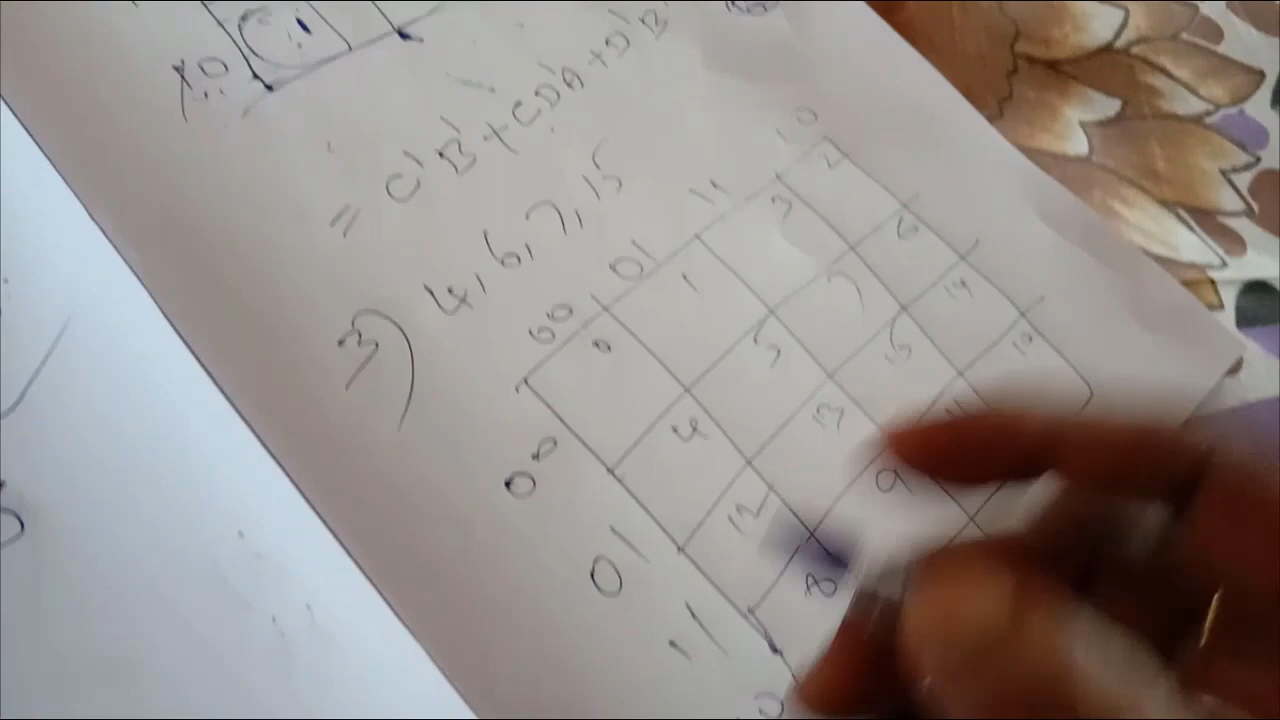 = C'B' + CD'A + D'B'
3) 4, 6, 7, 15
00 01 11 10
00 0 1 3 2
01 4 5 7 6
11 12 13 15 14
8 9 11 10